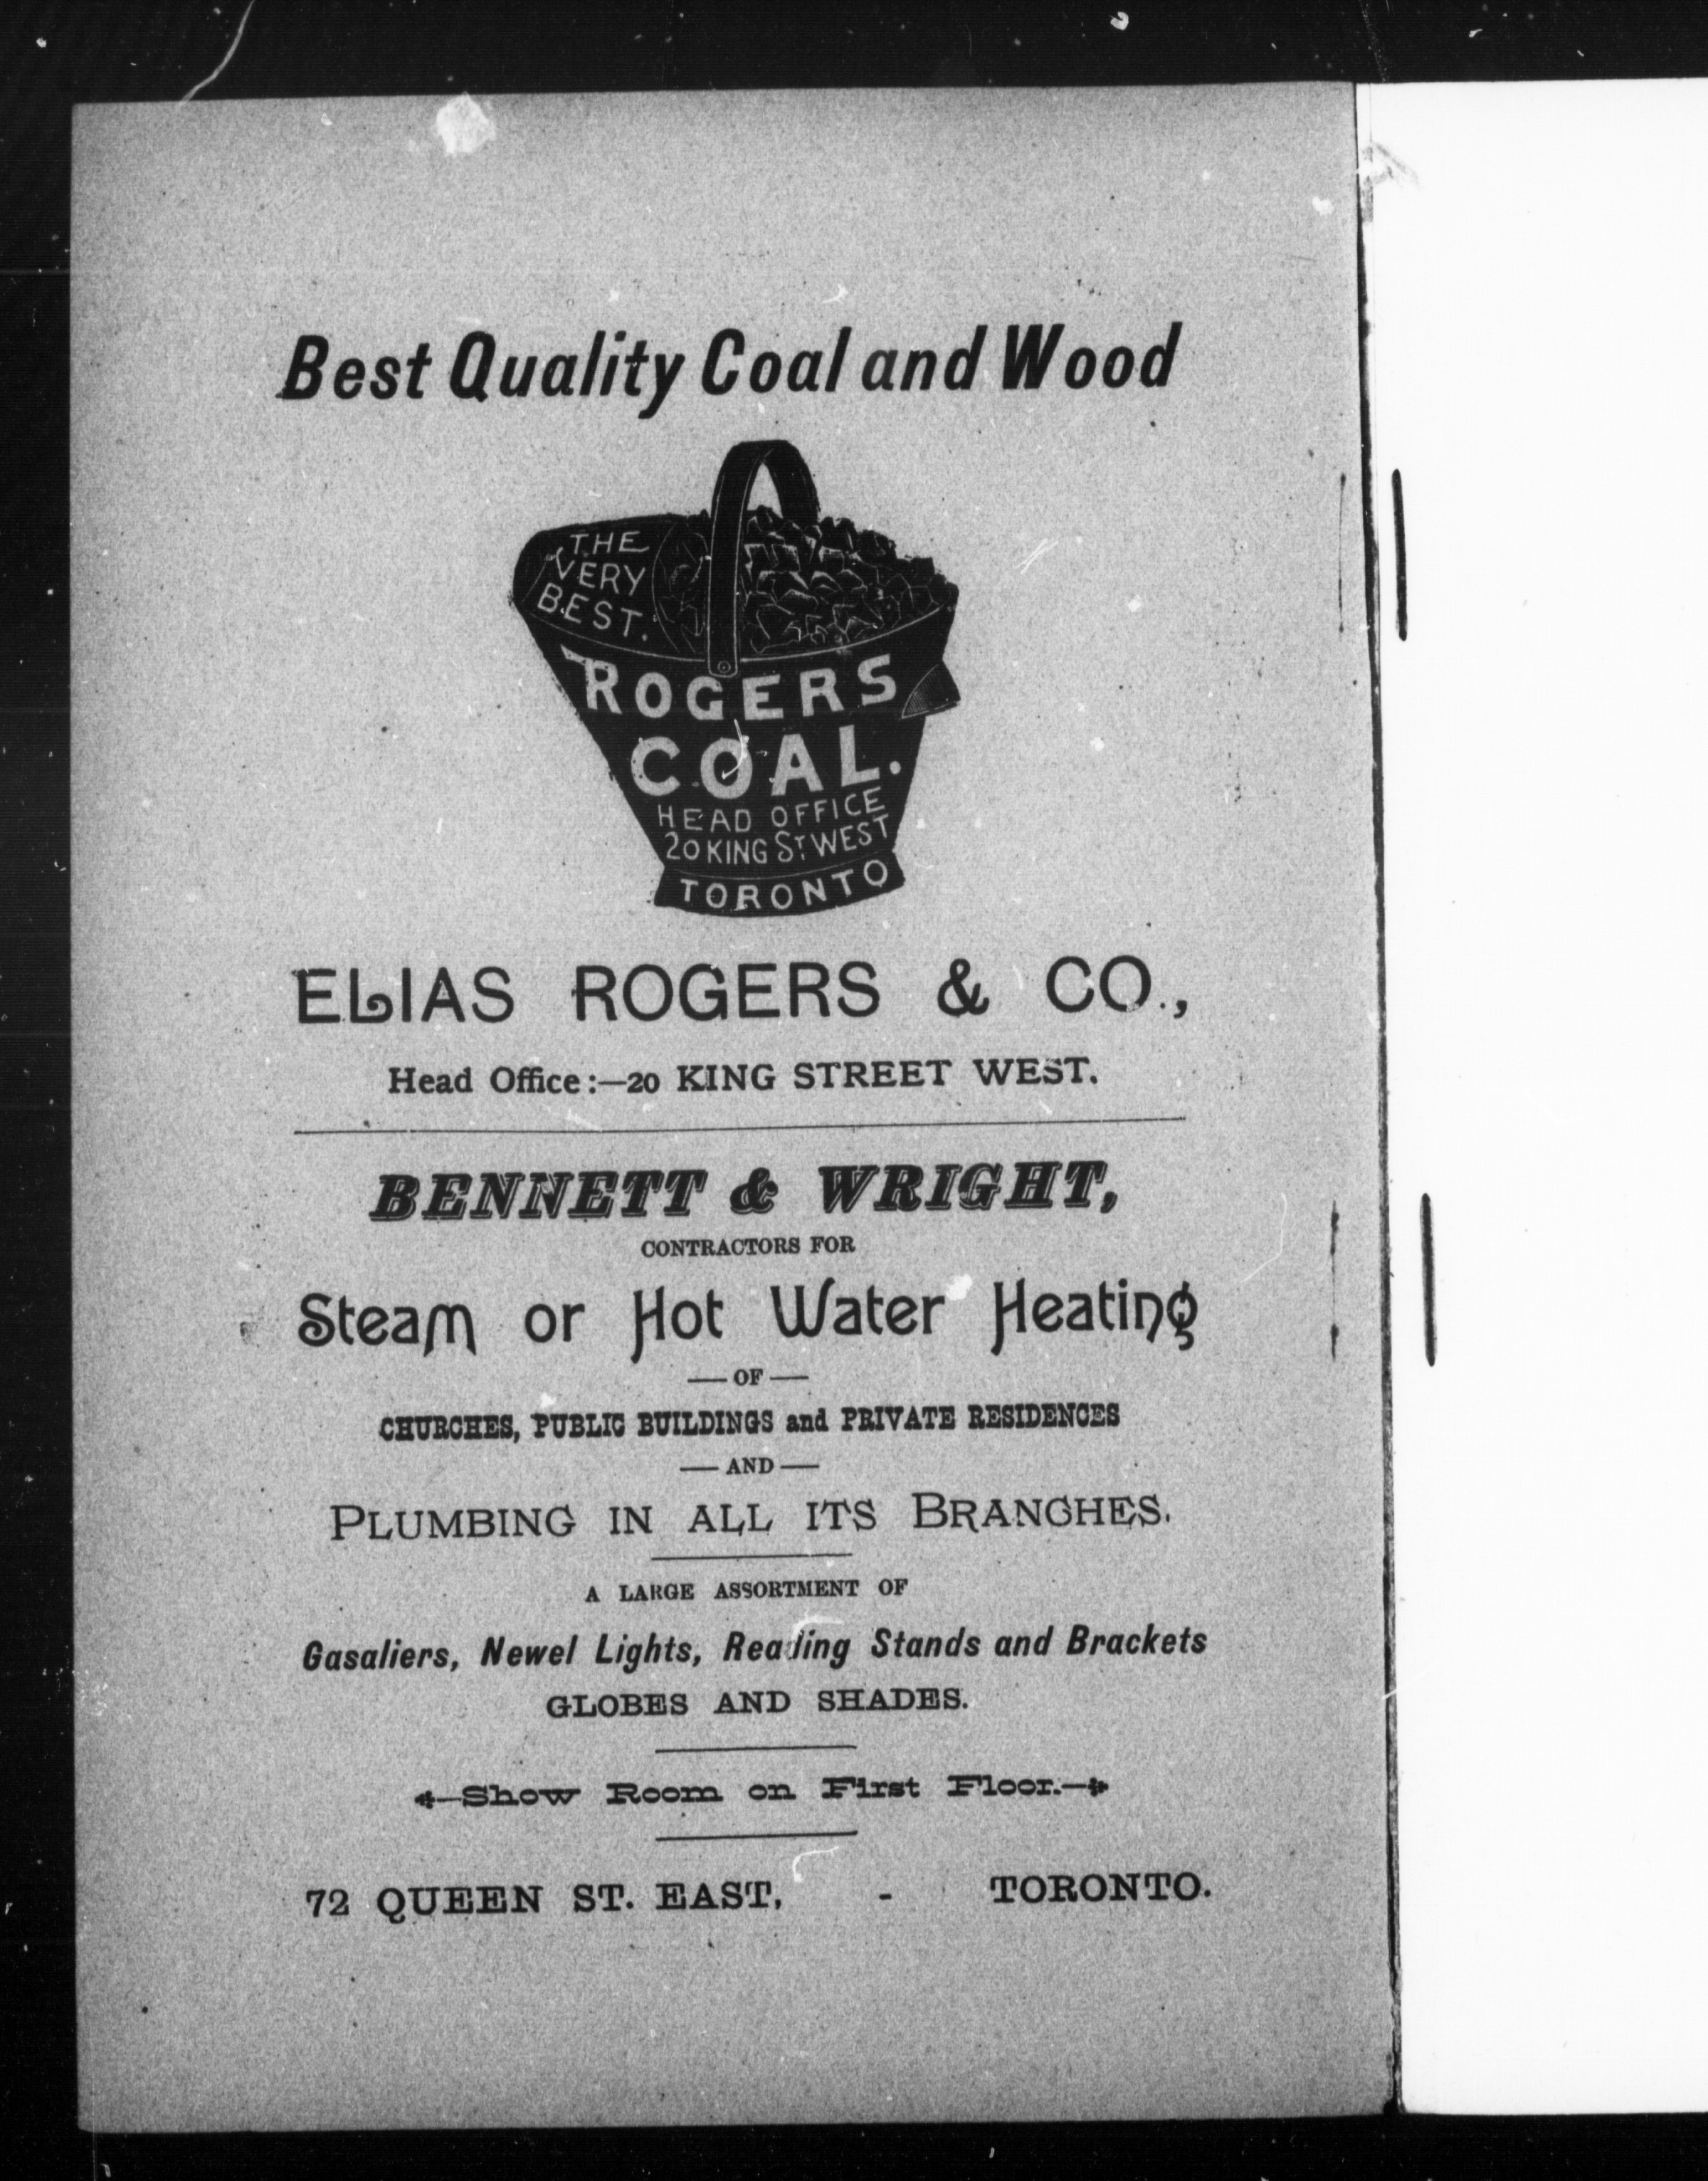 Best Quality Coal and Wood
THE
VERY
BEST.
ROGERS
COAL.
HEAD OFFICE
20 KING ST WEST
TORONTO
ELIAS ROGERS & CO.,
Head Office:—20 KING STREET WEST.
BENNETT & WRIGHT,
CONTRACTORS FOR
Steam or Hot Water Heating
— OF —
CHURCHES, PUBLIC BUILDINGS and PRIVATE RESIDENCES
— AND —
PLUMBING IN ALL ITS BRANCHES.
A LARGE ASSORTMENT OF
Gasaliers, Newel Lights, Reading Stands and Brackets
GLOBES AND SHADES.
Show Room on First Floor.
72 QUEEN ST. EAST, - TORONTO.